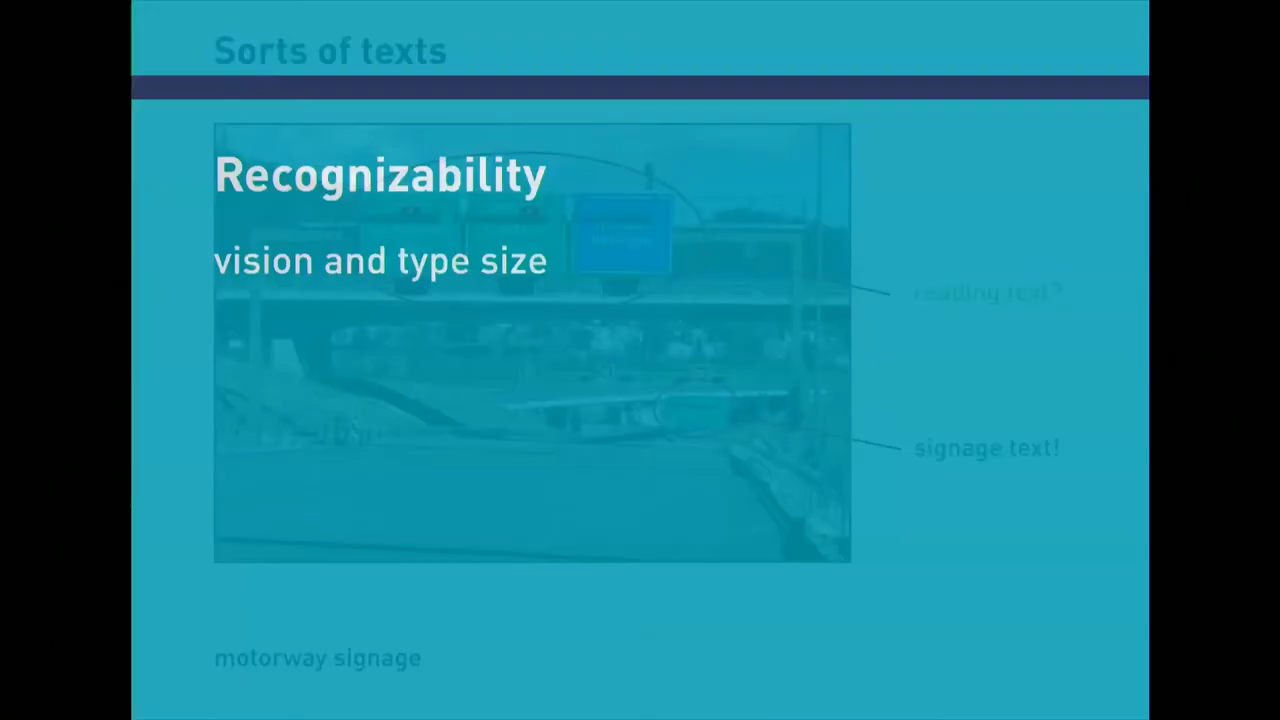 Sorts of texts
Recognizability
vision and type size
reading text?
signage text!
motorway signage